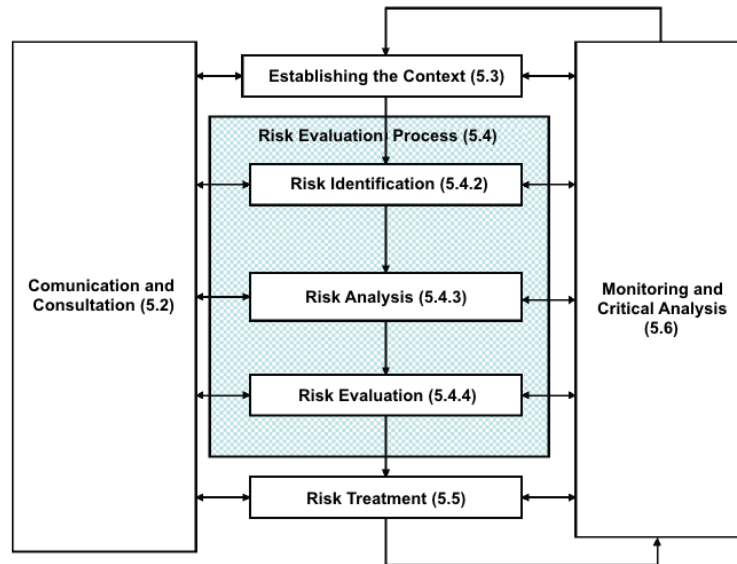 Establishing the Context (5.3)
Risk Evaluation Process (5.4)
Risk Identification (5.4.2)
Comunication and
Consultation (5.2)
Risk Analysis (5.4.3)
Monitoring and
Critical Analysis
(5.6)
Risk Evaluation (5.4.4)
Risk Treatment (5.5)